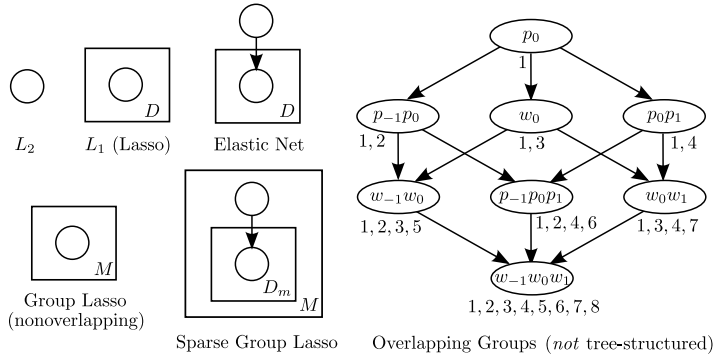 D
L₂
L₁ (Lasso)
D
Elastic Net
M
Group Lasso
(nonoverlapping)
Dₘ
M
Sparse Group Lasso
p₀
1
p₋₁p₀
w₀
p₀p₁
1, 2
1, 3
1, 4
w₋₁w₀
p₋₁p₀p₁
w₀w₁
1, 2, 3, 5
1, 2, 4, 6
1, 3, 4, 7
w₋₁w₀w₁
1, 2, 3, 4, 5, 6, 7, 8
Overlapping Groups (not tree-structured)